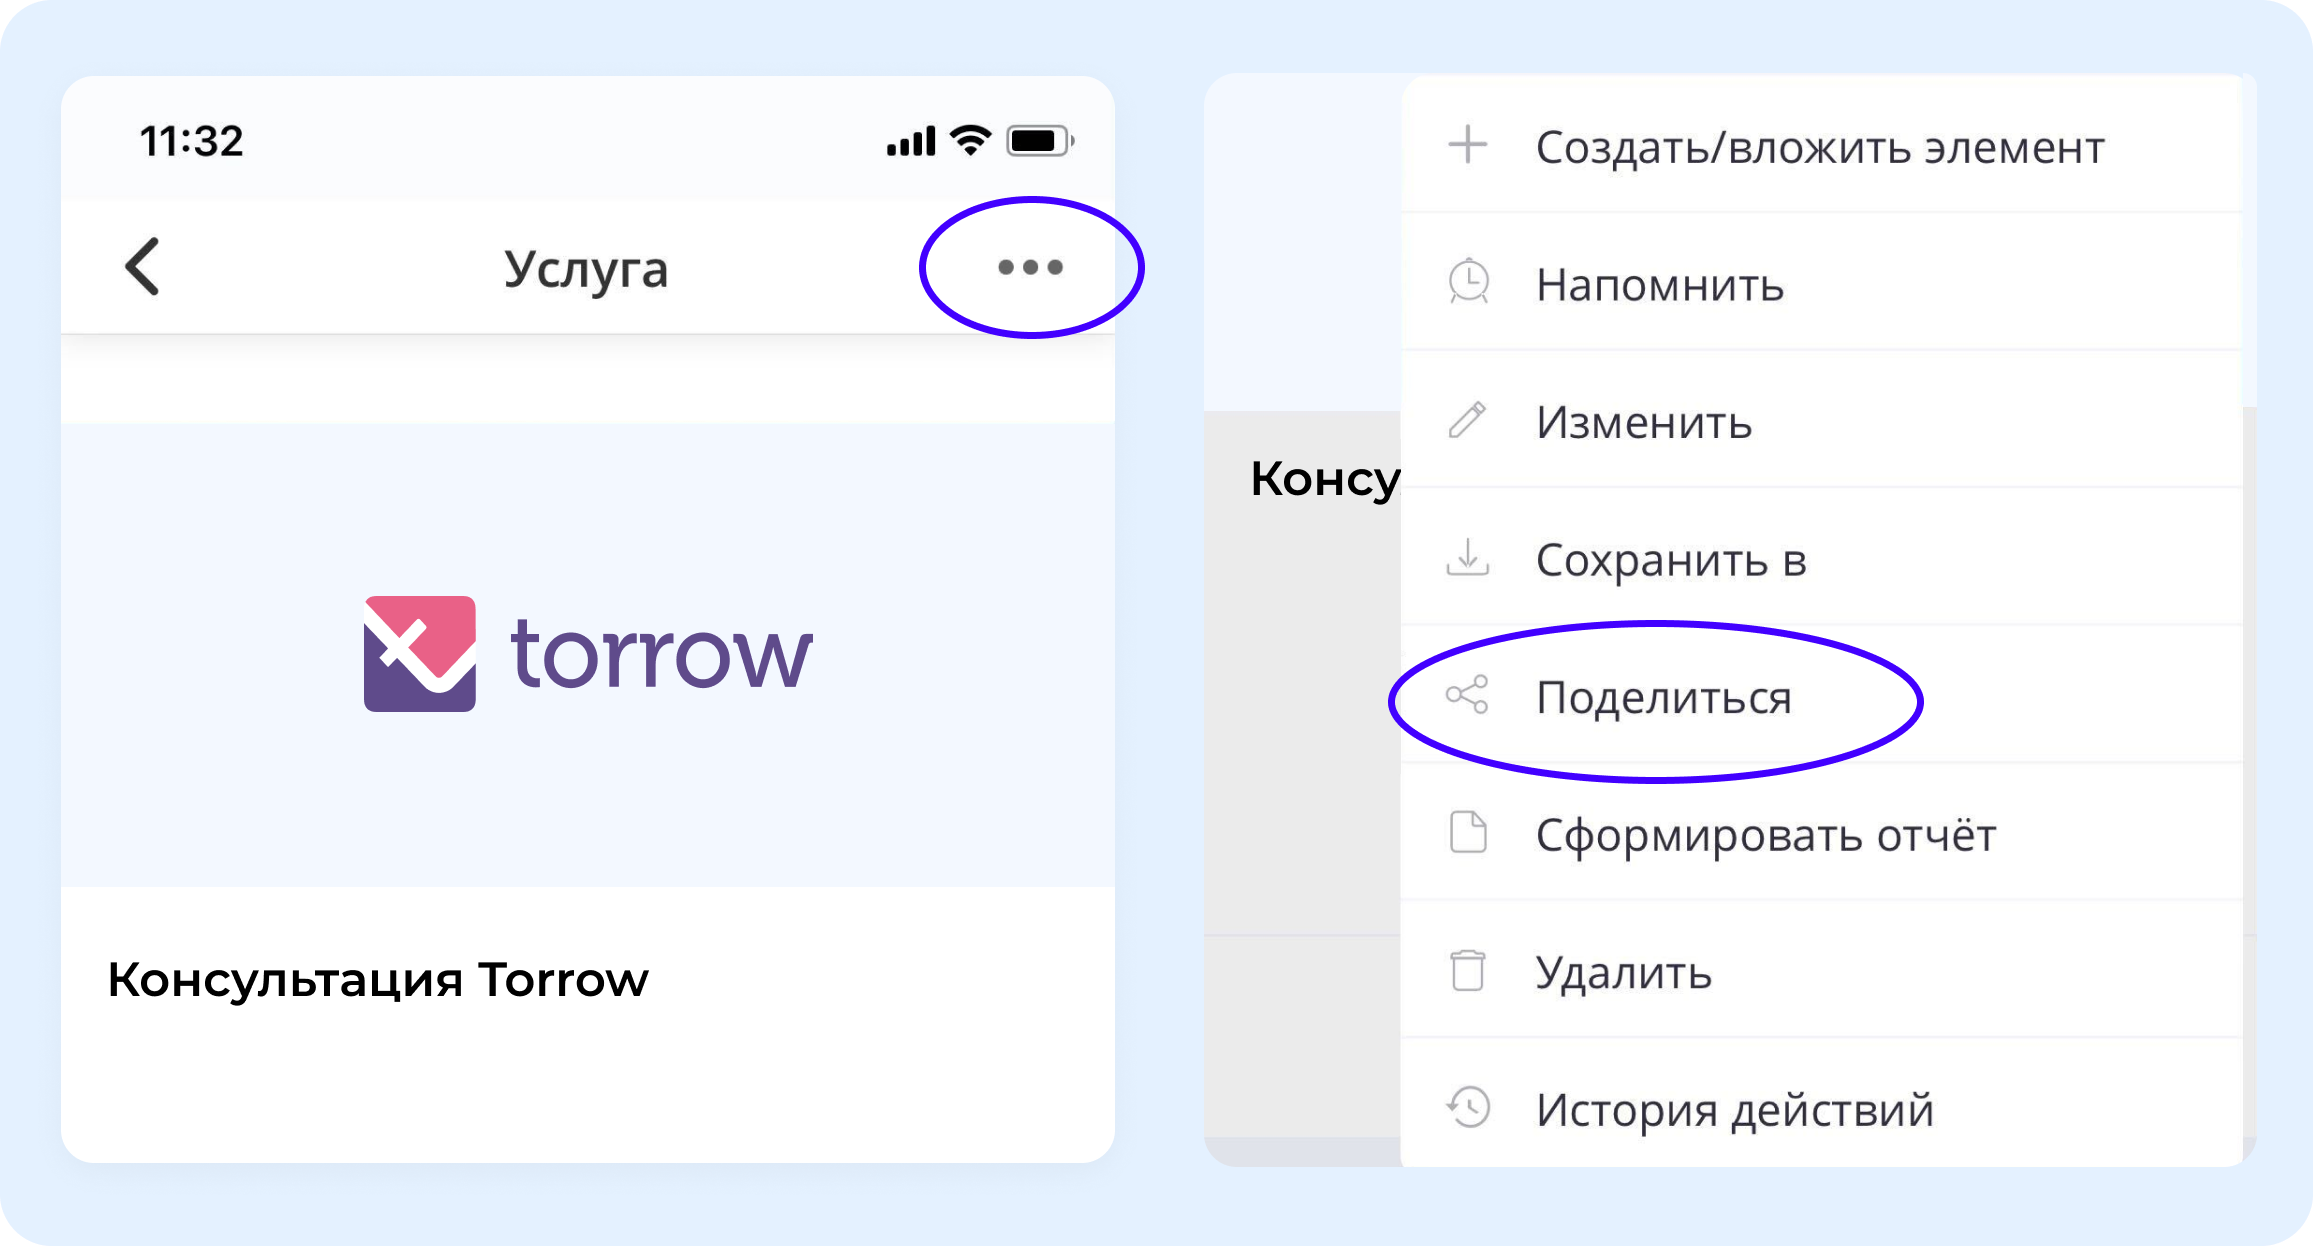 11:32
Услуга
torrow
Консультация Torrow
Консу
Создать/вложить элемент
Напомнить
Изменить
Сохранить в
Поделиться
Сформировать отчёт
Удалить
История действий